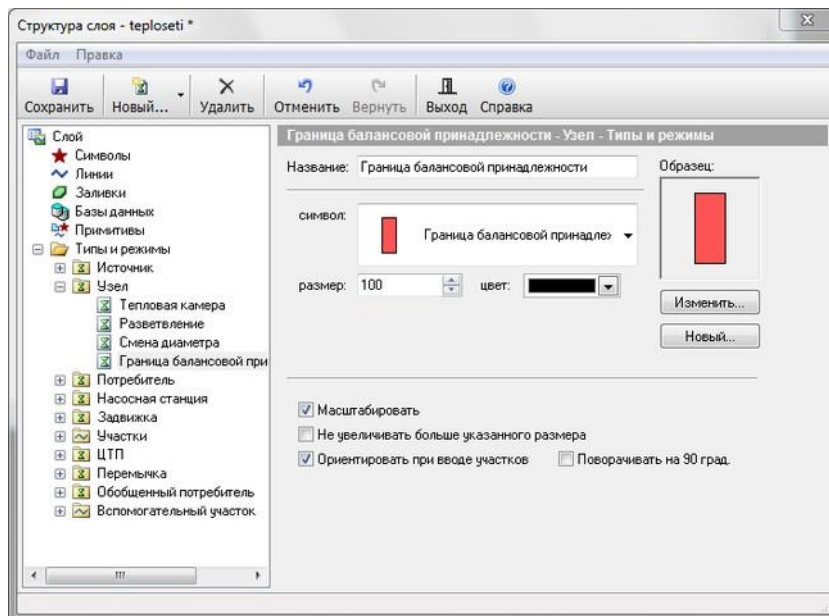 Структура слоя - teploseti *
Файл Правка
Сохранить Новый... Удалить Отменить Вернуть Выход Справка
Слой
Символы
Линии
Заливки
Базы данных
Примитивы
Типы и режимы
Источник
Узел
Тепловая камера
Разветвление
Смена диаметра
Граница балансовой при
Потребитель
Насосная станция
Задвижка
Участки
ЦТП
Перемычка
Обобщенный потребитель
Вспомогательный участок
Граница балансовой принадлежности - Узел - Типы и режимы
Название: Граница балансовой принадлежности
Образец:
символ: Граница балансовой принадле
размер: 100 цвет:
Изменить...
Новый...
Масштабировать
Не увеличивать больше указанного размера
Ориентировать при вводе участков Поворачивать на 90 град.